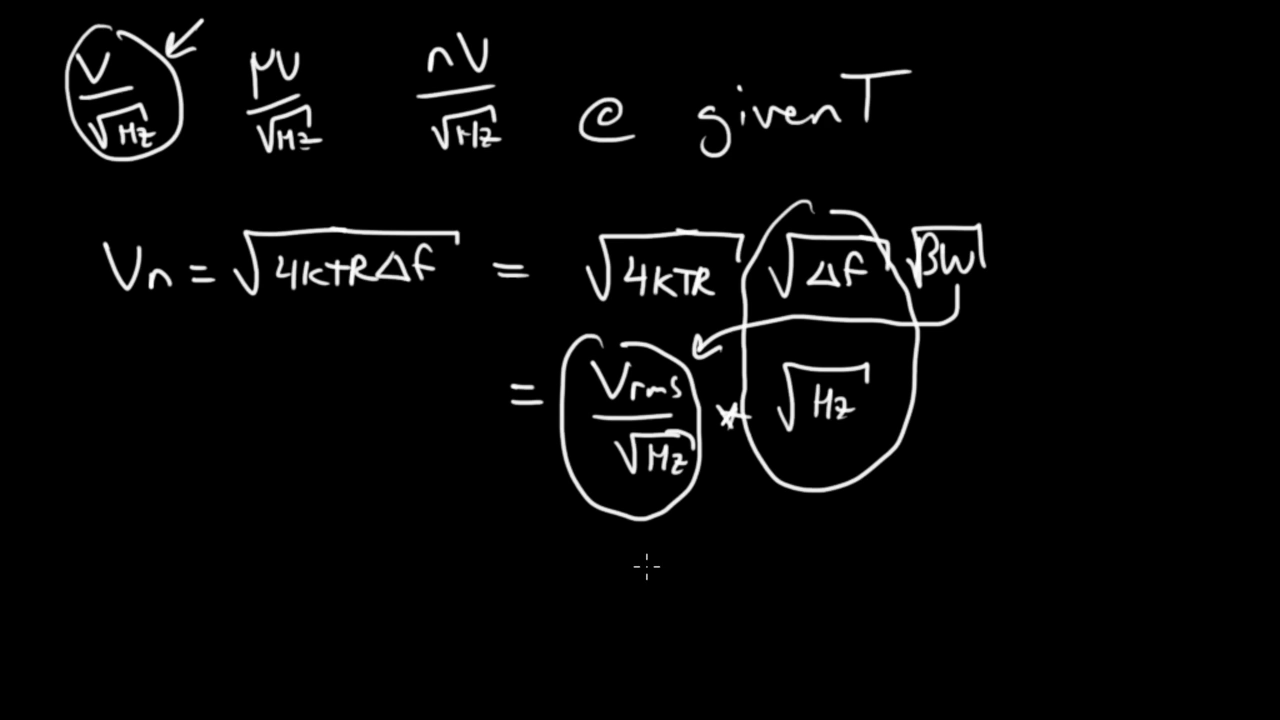 V/√Hz μV/√Hz nV/√Hz @ given T
Vn = √4KTRΔf = √4KTR √Δf √BW
= Vrms/√Hz * √Hz